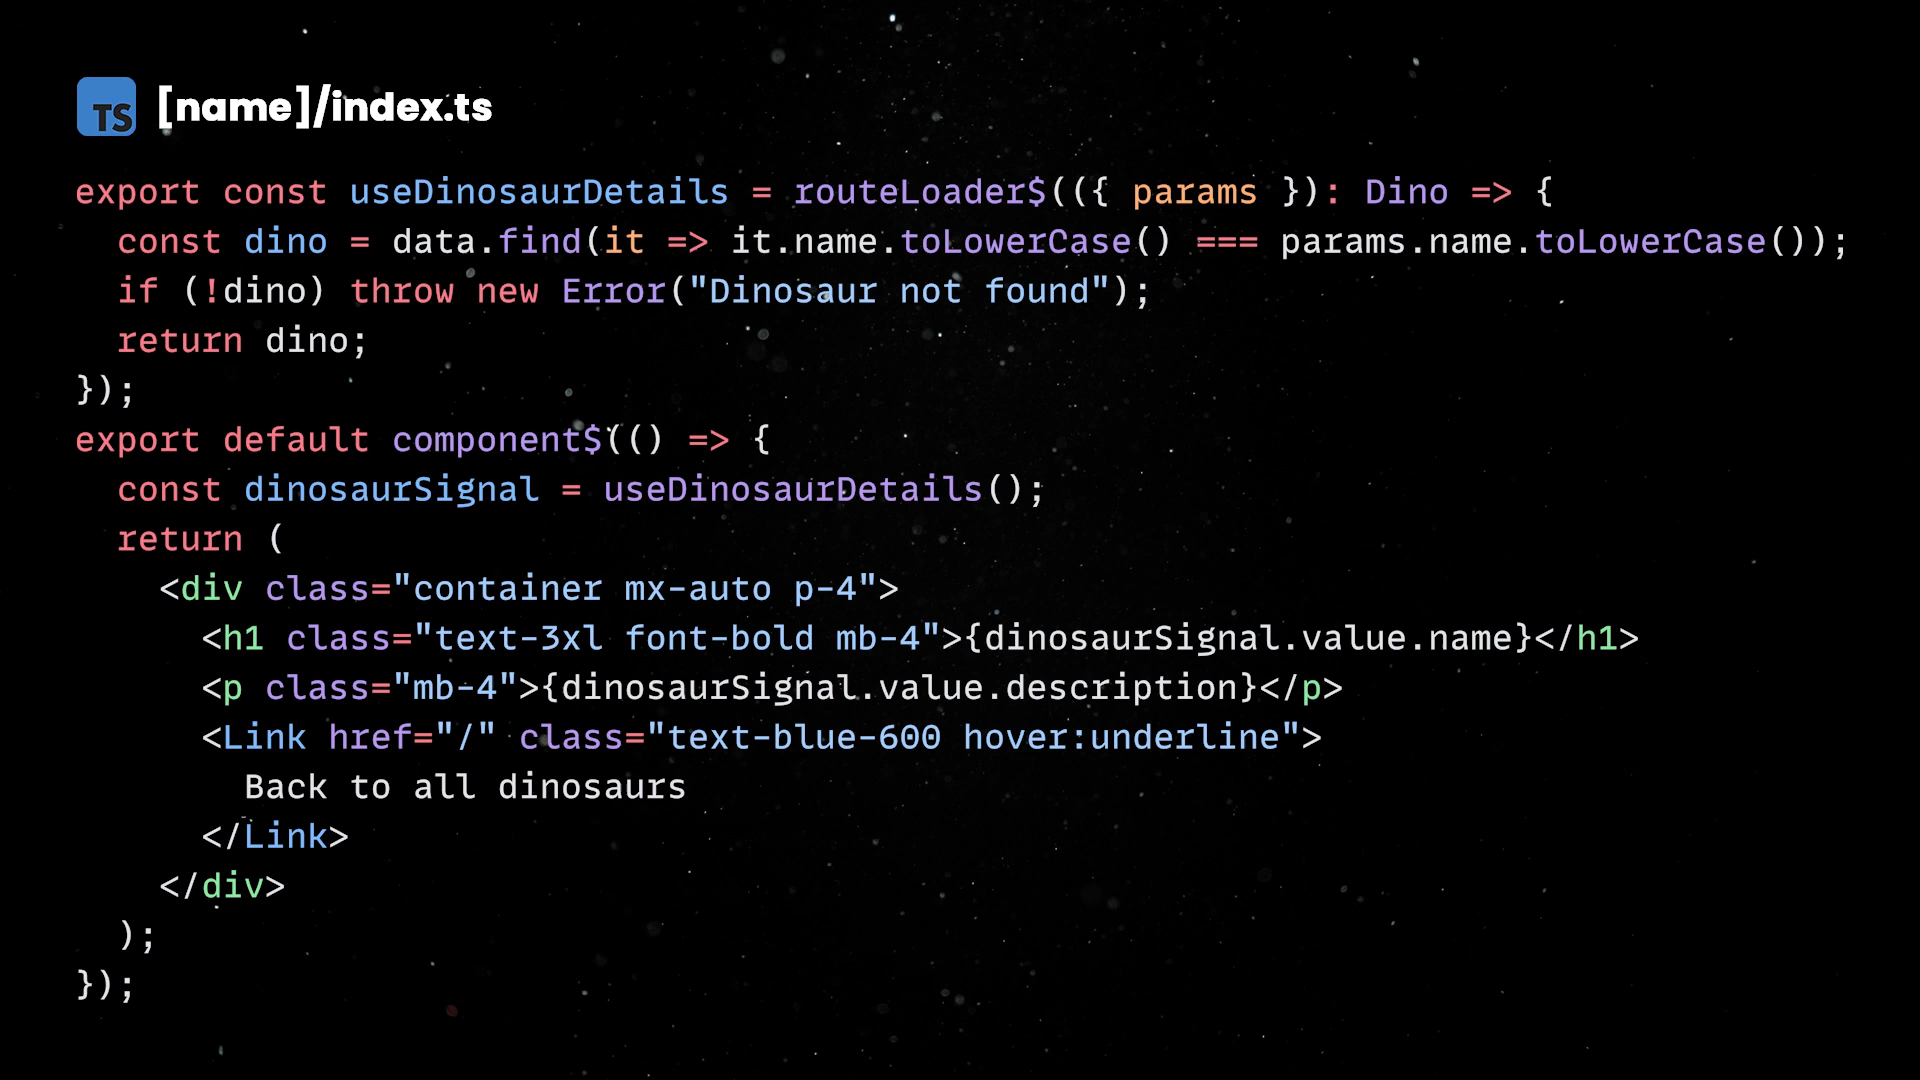 TS [name]/index.ts
export const useDinosaurDetails = routeLoader$(({ params }): Dino => {
  const dino = data.find(it => it.name.toLowerCase() === params.name.toLowerCase());
  if (!dino) throw new Error("Dinosaur not found");
  return dino;
});
export default component$(() => {
  const dinosaurSignal = useDinosaurDetails();
  return (
    <div class="container mx-auto p-4">
      <h1 class="text-3xl font-bold mb-4">{dinosaurSignal.value.name}</h1>
      <p class="mb-4">{dinosaurSignal.value.description}</p>
      <Link href="/" class="text-blue-600 hover:underline">
        Back to all dinosaurs
      </Link>
    </div>
  );
});